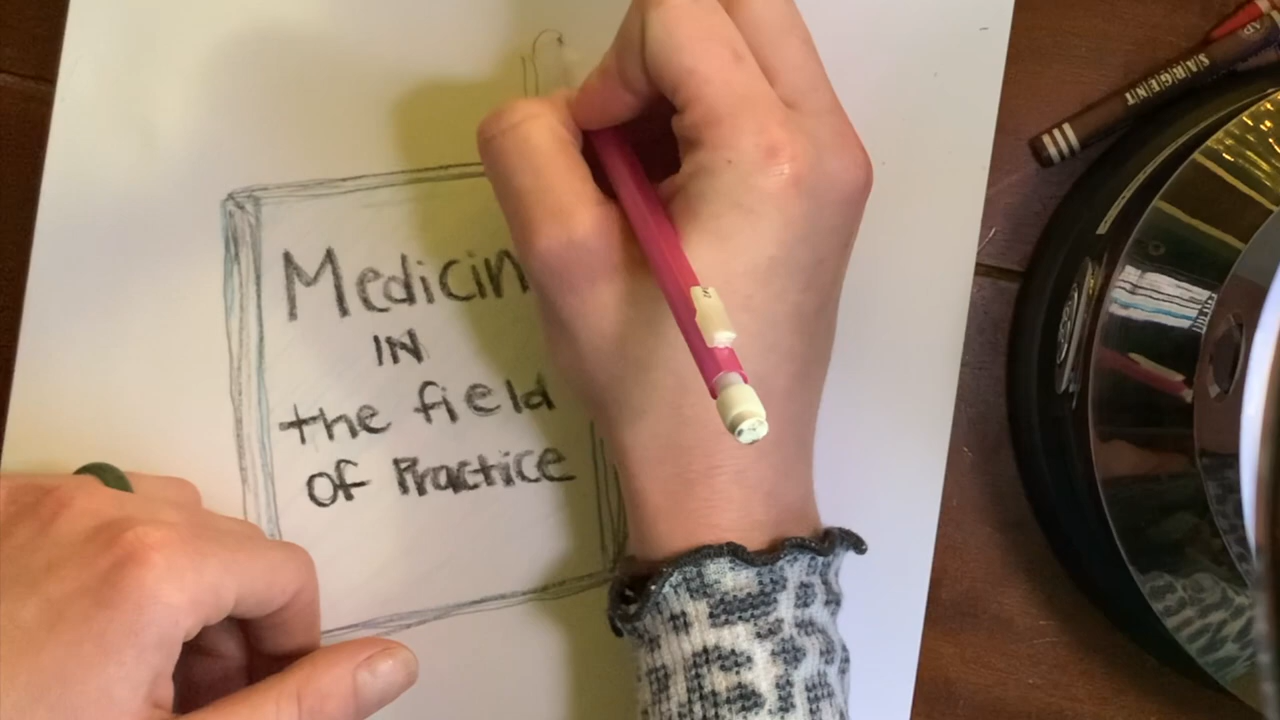 Medicin
IN
the field
of Practice
SARGENT